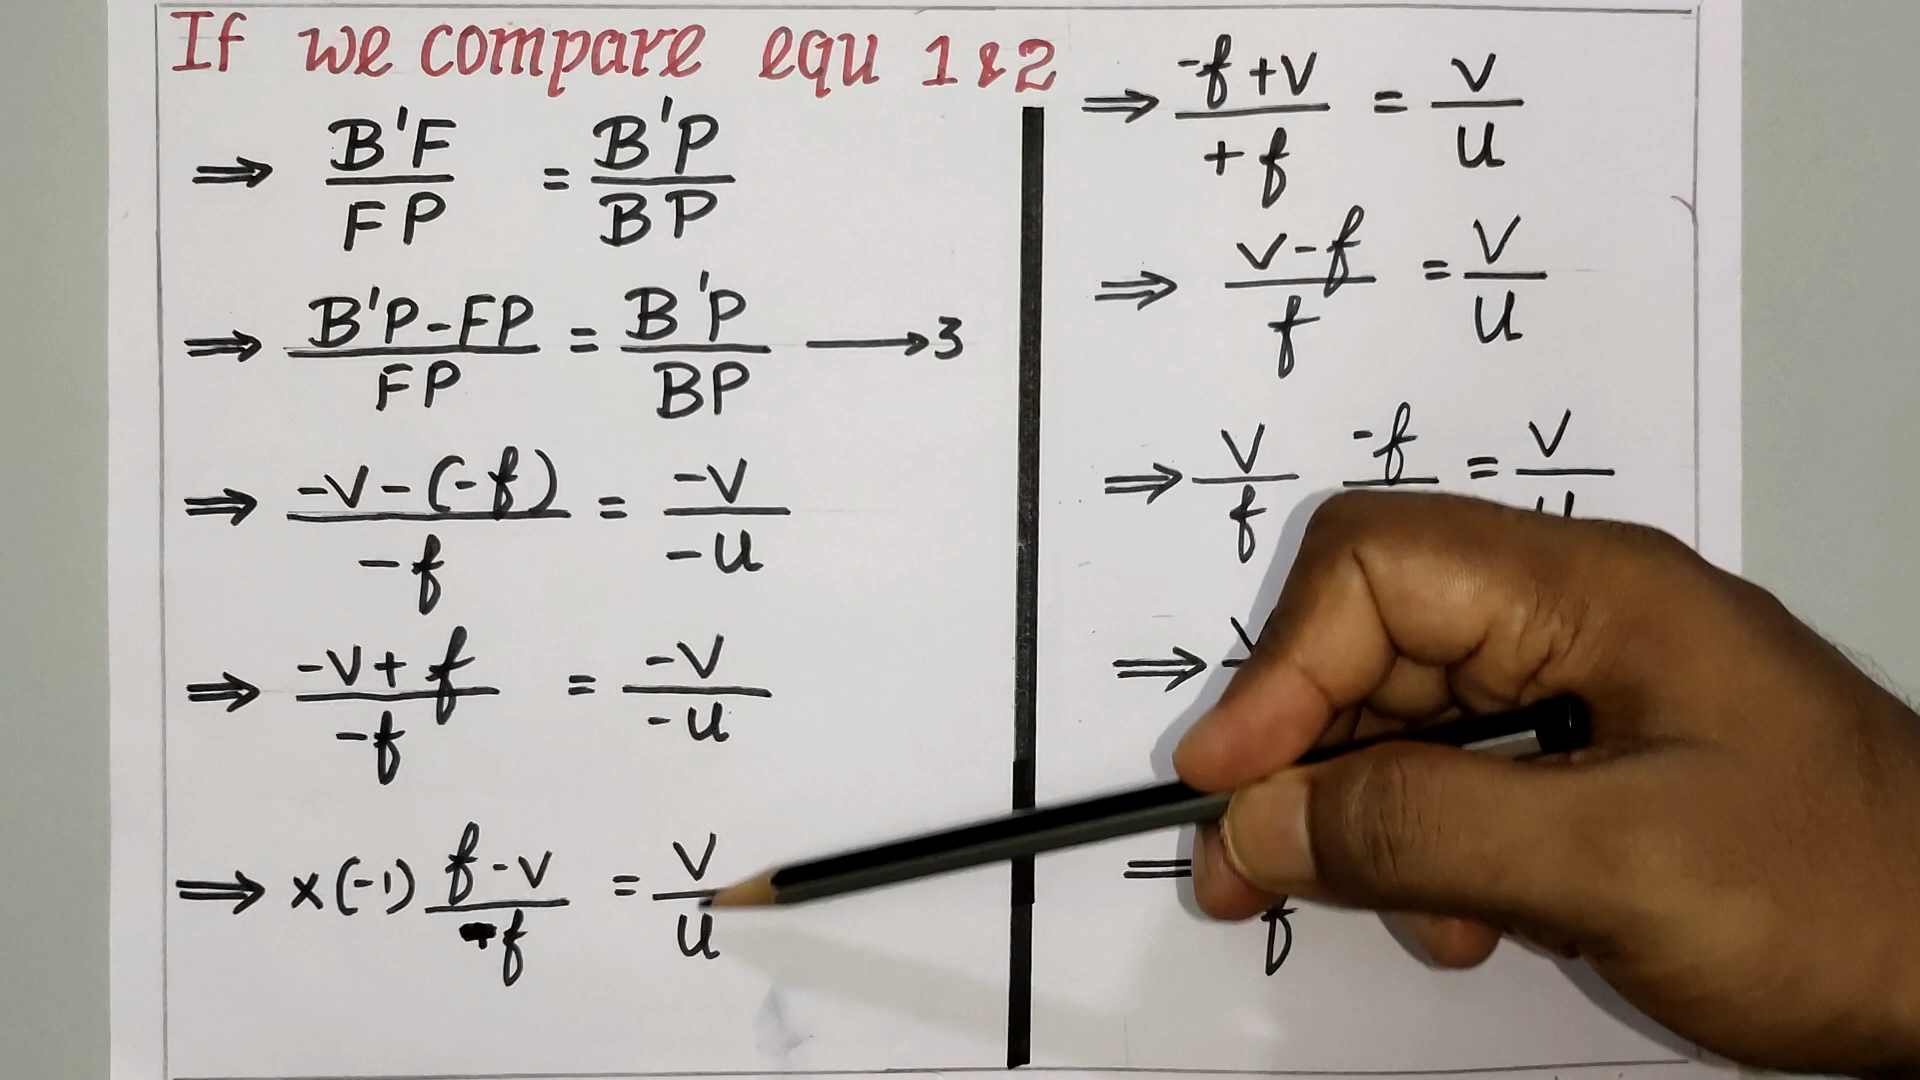 If we compare equ 1 & 2
⇒ B'F/FP = B'P/BP
⇒ B'P-FP/FP = B'P/BP ⟶ 3
⇒ -v-(-f)/-f = -v/-u
⇒ -v+f/-f = -v/-u
⇒ ×(-1) f-v/-f = v/u
⇒ -f+v/+f = v/u
⇒ v-f/f = v/u
⇒ v/f -f/ = v/u
⇒ v
f